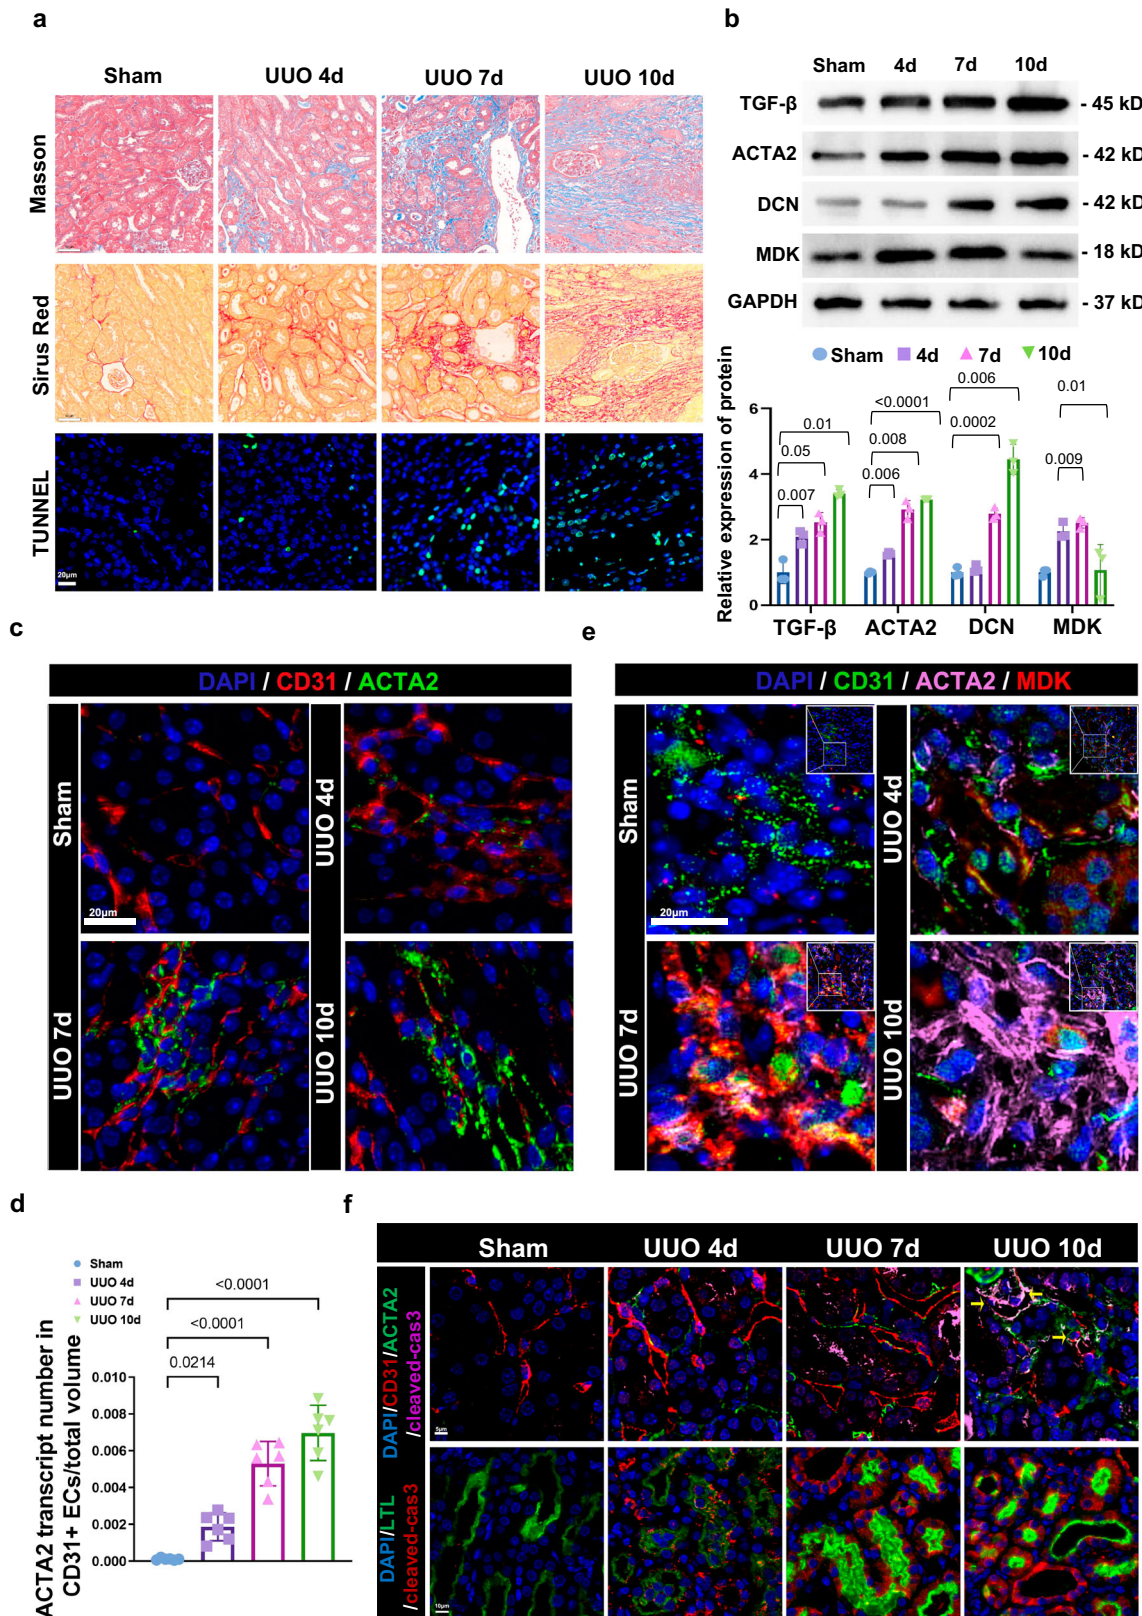 a
Sham
UUO 4d
UUO 7d
UUO 10d
Masson
Sirus Red
TUNNEL
20μm
b
Sham 4d 7d 10d
TGF-β - 45 kD
ACTA2 - 42 kD
DCN - 42 kD
MDK - 18 kD
GAPDH - 37 kD
Sham 4d 7d 10d
Relative expression of protein
6
4
2
0
0.01
0.05
0.007
<0.0001
0.008
0.006
0.006
0.0002
0.01
0.009
TGF-β ACTA2 DCN MDK
c
DAPI / CD31 / ACTA2
Sham
UUO 4d
20μm
UUO 7d
UUO 10d
e
DAPI / CD31 / ACTA2 / MDK
Sham
UUO 4d
20μm
UUO 7d
UUO 10d
d
Sham
UUO 4d
UUO 7d
UUO 10d
ACTA2 transcript number in
CD31+ ECs/total volume
<0.0001
<0.0001
0.0214
0.010
0.008
0.006
0.004
0.002
0.000
f
Sham
UUO 4d
UUO 7d
UUO 10d
DAPI/CD31/ACTA2
/cleaved-cas3
5μm
DAPI/LTL
/cleaved-cas3
10μm